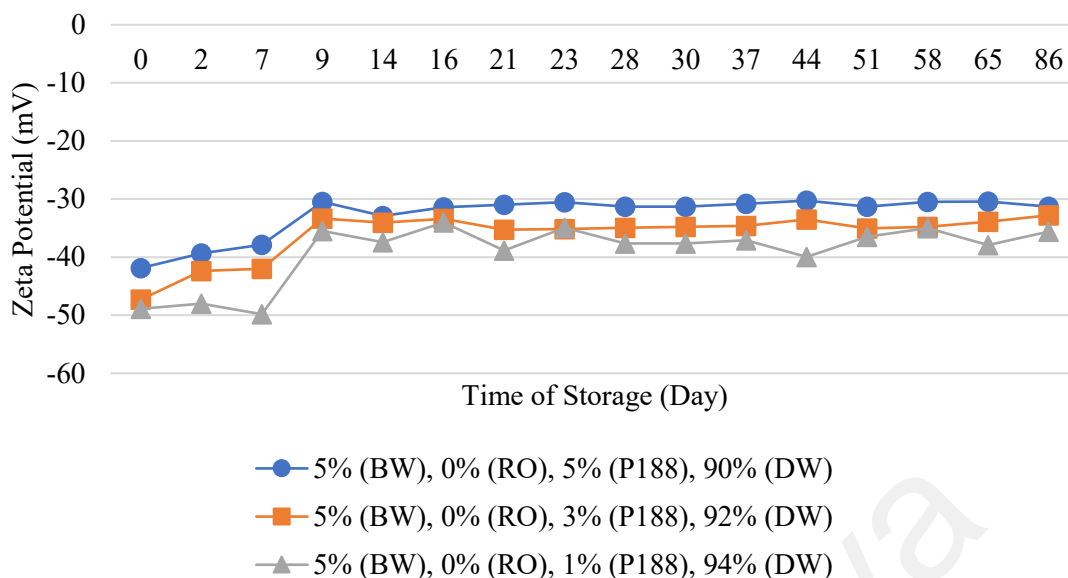 0
0 2 7 9 14 16 21 23 28 30 37 44 51 58 65 86
-10
-20
-30
-40
-50
-60
Zeta Potential (mV)
Time of Storage (Day)
5% (BW), 0% (RO), 5% (P188), 90% (DW)
5% (BW), 0% (RO), 3% (P188), 92% (DW)
5% (BW), 0% (RO), 1% (P188), 94% (DW)